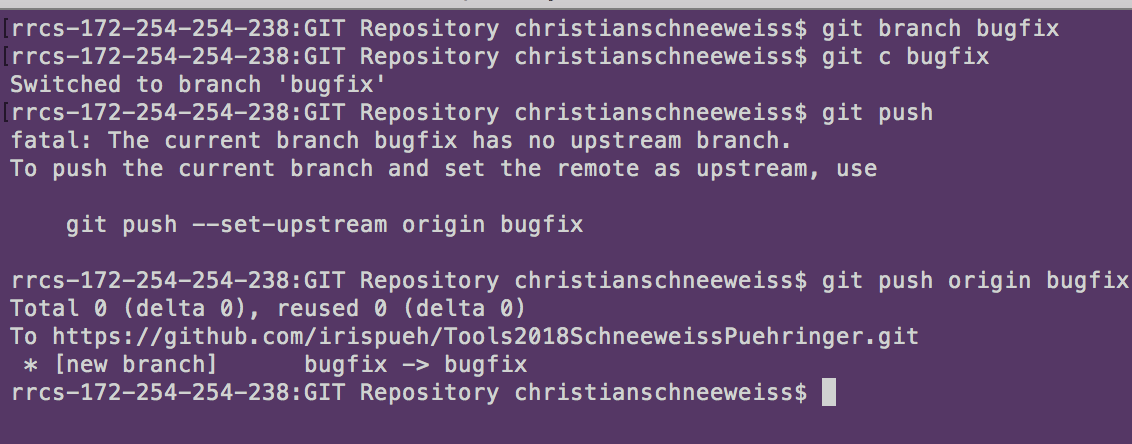 [rrcs-172-254-254-238:GIT Repository christianschneeweiss$ git branch bugfix
[rrcs-172-254-254-238:GIT Repository christianschneeweiss$ git c bugfix
Switched to branch 'bugfix'
[rrcs-172-254-254-238:GIT Repository christianschneeweiss$ git push
fatal: The current branch bugfix has no upstream branch.
To push the current branch and set the remote as upstream, use

    git push --set-upstream origin bugfix

rrcs-172-254-254-238:GIT Repository christianschneeweiss$ git push origin bugfix
Total 0 (delta 0), reused 0 (delta 0)
To https://github.com/irispueh/Tools2018SchneeweissPuehringer.git
 * [new branch]      bugfix -> bugfix
rrcs-172-254-254-238:GIT Repository christianschneeweiss$